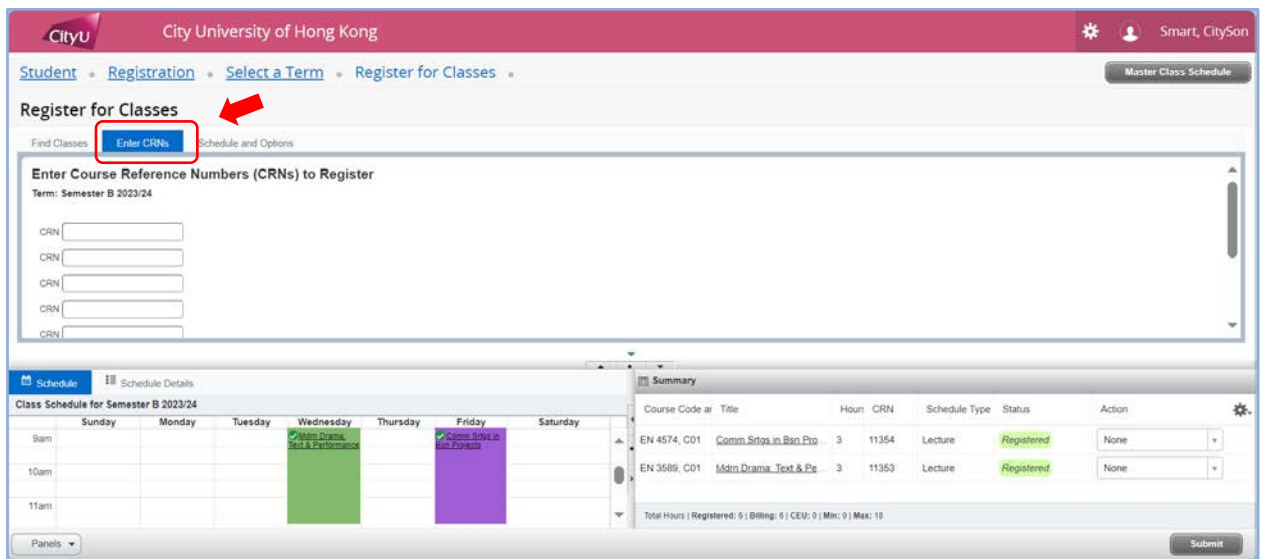 CityU
City University of Hong Kong
Smart, CitySon
Student
Registration
Select a Term
Register for Classes
Master Class Schedule
Register for Classes
Find Classes
Enter CRNs
Schedule and Options
Enter Course Reference Numbers (CRNs) to Register
Term: Semester B 2023/24
CRN
CRN
CRN
CRN
CRN
Schedule
Schedule Details
Class Schedule for Semester B 2023/24
Sunday Monday Tuesday Wednesday Thursday Friday Saturday
9am
Mdrn Drama:
Text & Performance
Comm Srtgs in
Bsn Projects
10am
11am
Summary
Course Code a Title Hour: CRN Schedule Type Status Action
EN 4574, C01 Comm Srtgs in Bsn Pro... 3 11354 Lecture Registered None
EN 3589, C01 Mdrn Drama: Text & Pe... 3 11353 Lecture Registered None
Total Hours | Registered: 6 | Billing: 6 | CEU: 0 | Min: 0 | Max: 18
Panels
Submit